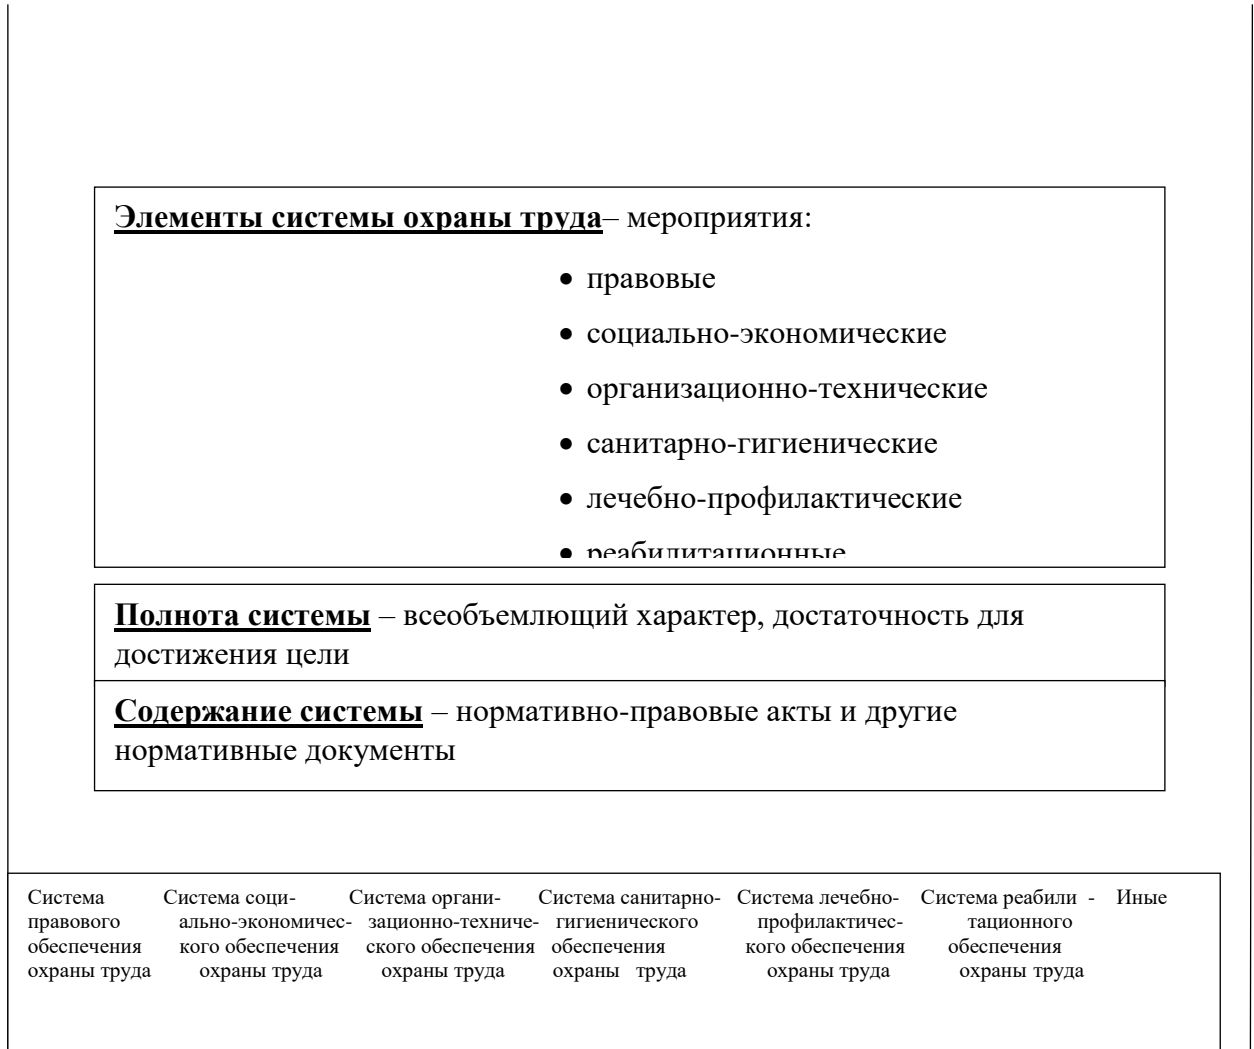 Элементы системы охраны труда– мероприятия:
• правовые
• социально-экономические
• организационно-технические
• санитарно-гигиенические
• лечебно-профилактические
• реабилитационные
Полнота системы – всеобъемлющий характер, достаточность для
достижения цели
Содержание системы – нормативно-правовые акты и другие
нормативные документы
Система Система соци- Система органи- Система санитарно- Система лечебно- Система реабили - Иные
правового ально-экономичес- зационно-техниче- гигиенического профилактичес- тационного
обеспечения кого обеспечения ского обеспечения обеспечения кого обеспечения обеспечения
охраны труда охраны труда охраны труда охраны труда охраны труда охраны труда